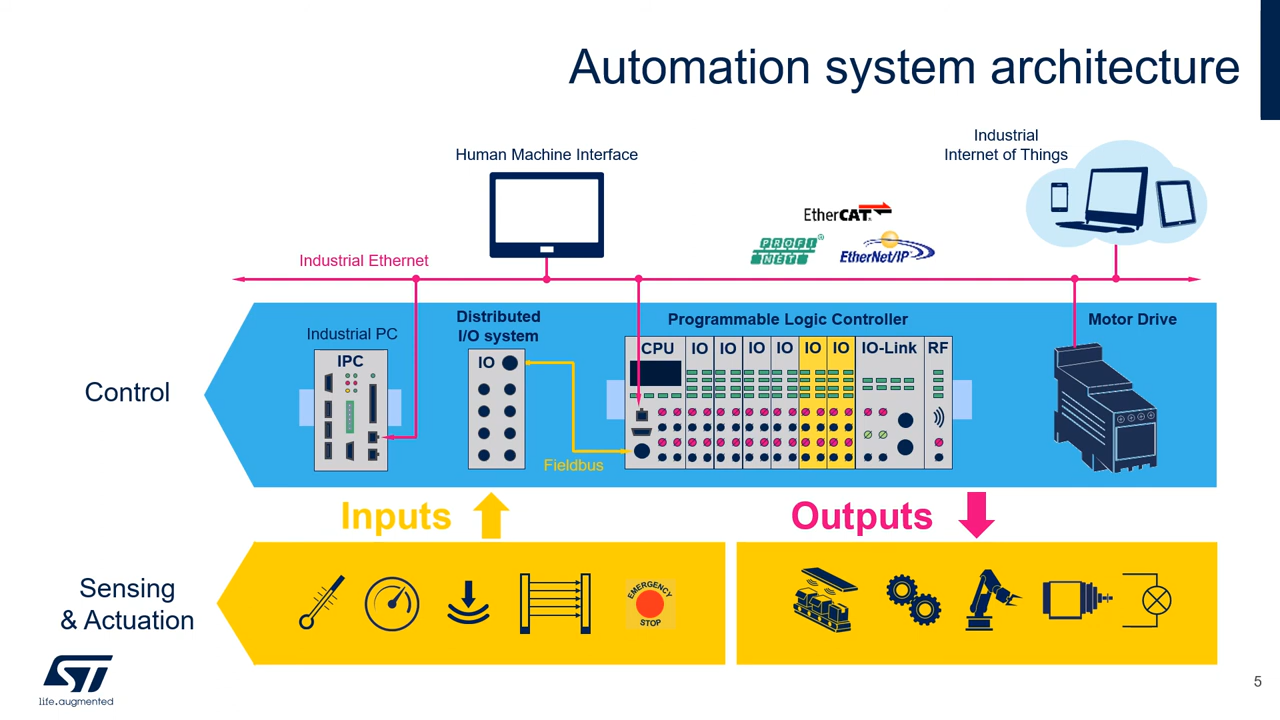 Automation system architecture
Human Machine Interface
Industrial
Internet of Things
EtherCAT
PROFI
NET
®
EtherNet/IP
Industrial Ethernet
Control
Industrial PC
IPC
Distributed
I/O system
IO
Fieldbus
Programmable Logic Controller
CPU IO IO IO IO IO IO IO-Link RF
Motor Drive
Inputs
Outputs
Sensing
& Actuation
EMERGENCY
STOP
ST
life.augmented
5